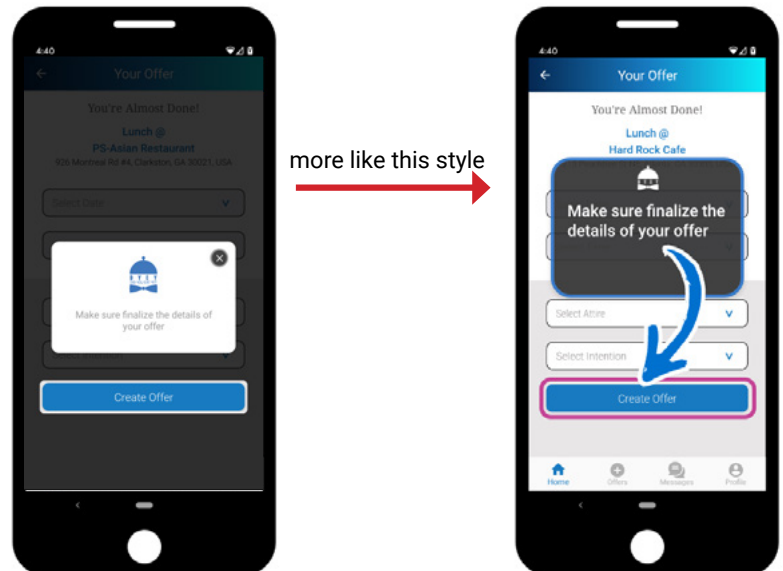 4:40
Your Offer
You're Almost Done!
Lunch @
PS-Asian Restaurant
926 Montreal Rd #4, Clarkston, GA 30021, USA
Select Date
v
Make sure finalize the details of
your offer
Select Intention
Create Offer
more like this style
4:40
Your Offer
You're Almost Done!
Lunch @
Hard Rock Cafe
Make sure finalize the
details of your offer
Select Attire
v
Select Intention
v
Create Offer
Home
Offers
Messages
Profile